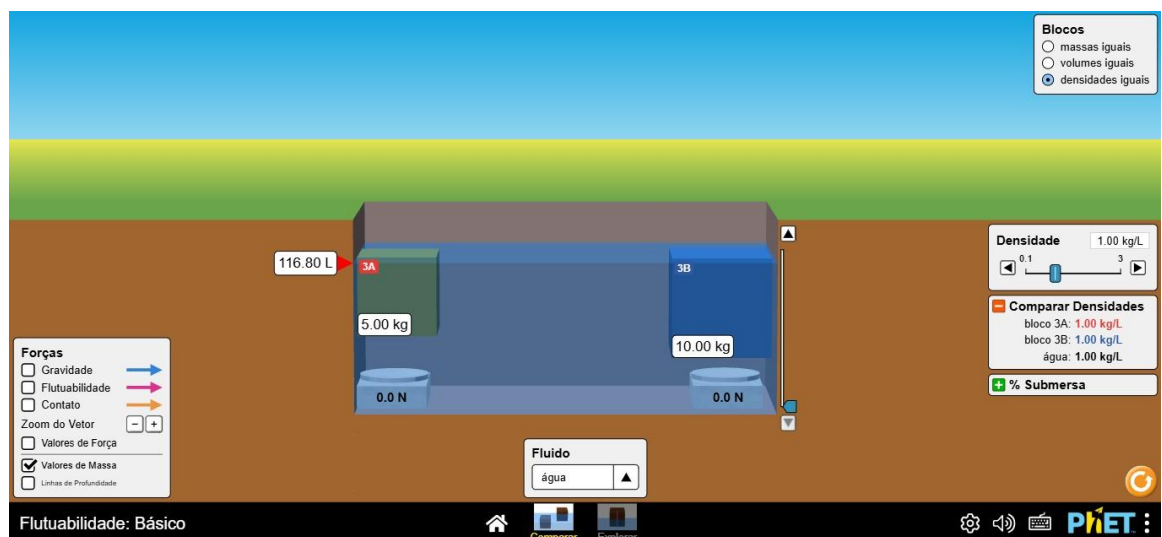 Blocos
massas iguais
volumes iguais
densidades iguais
116.80 L
3A
3B
5.00 kg
10.00 kg
0.0 N
0.0 N
Densidade 1.00 kg/L
0.1 3
Comparar Densidades
bloco 3A: 1.00 kg/L
bloco 3B: 1.00 kg/L
água: 1.00 kg/L
% Submersa
Forças
Gravidade
Flutuabilidade
Contato
Zoom do Vetor
Valores de Força
Valores de Massa
Linhas de Profundidade
Fluido
água
Flutuabilidade: Básico
Comparar
Explorar
PhET